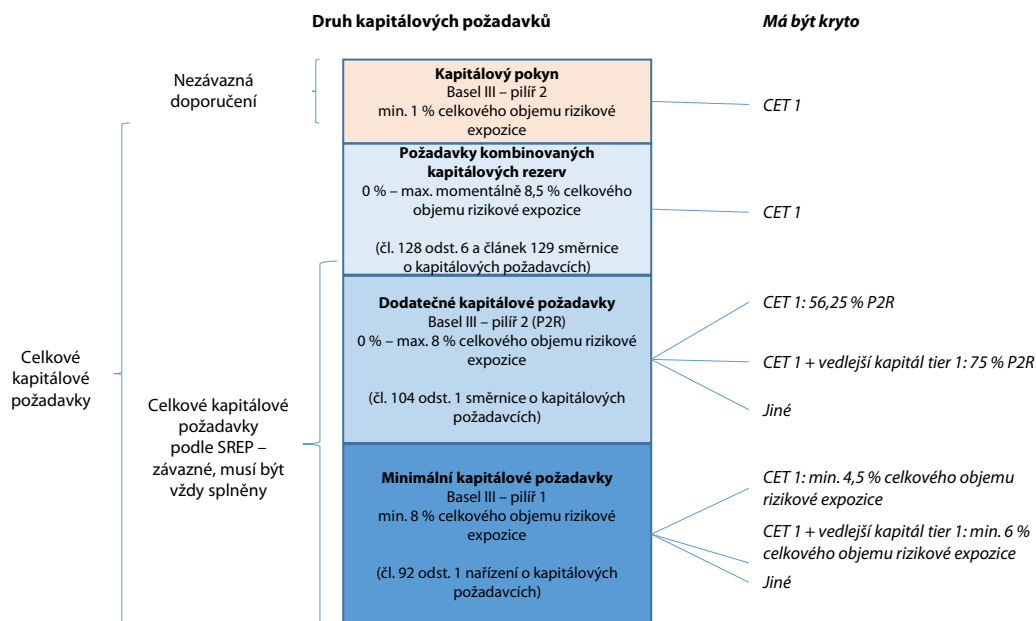 Druh kapitálových požadavků
Má být kryto
Nezávazná
doporučení
Kapitálový pokyn
Basel III – pilíř 2
min. 1 % celkového objemu rizikové
expozice
CET 1
Požadavky kombinovaných
kapitálových rezerv
0 % – max. momentálně 8,5 % celkového
objemu rizikové expozice
(čl. 128 odst. 6 a článek 129 směrnice
o kapitálových požadavcích)
CET 1
Celkové
kapitálové
požadavky
Celkové kapitálové
požadavky
podle SREP –
závazné, musí být
vždy splněny
Dodatečné kapitálové požadavky
Basel III – pilíř 2 (P2R)
0 % – max. 8 % celkového objemu rizikové
expozice
(čl. 104 odst. 1 směrnice o kapitálových
požadavcích)
CET 1: 56,25 % P2R
CET 1 + vedlejší kapitál tier 1: 75 % P2R
Jiné
Minimální kapitálové požadavky
Basel III – pilíř 1
min. 8 % celkového objemu rizikové
expozice
(čl. 92 odst. 1 nařízení o kapitálových
požadavcích)
CET 1: min. 4,5 % celkového objemu
rizikové expozice
CET 1 + vedlejší kapitál tier 1: min. 6 %
celkového objemu rizikové expozice
Jiné